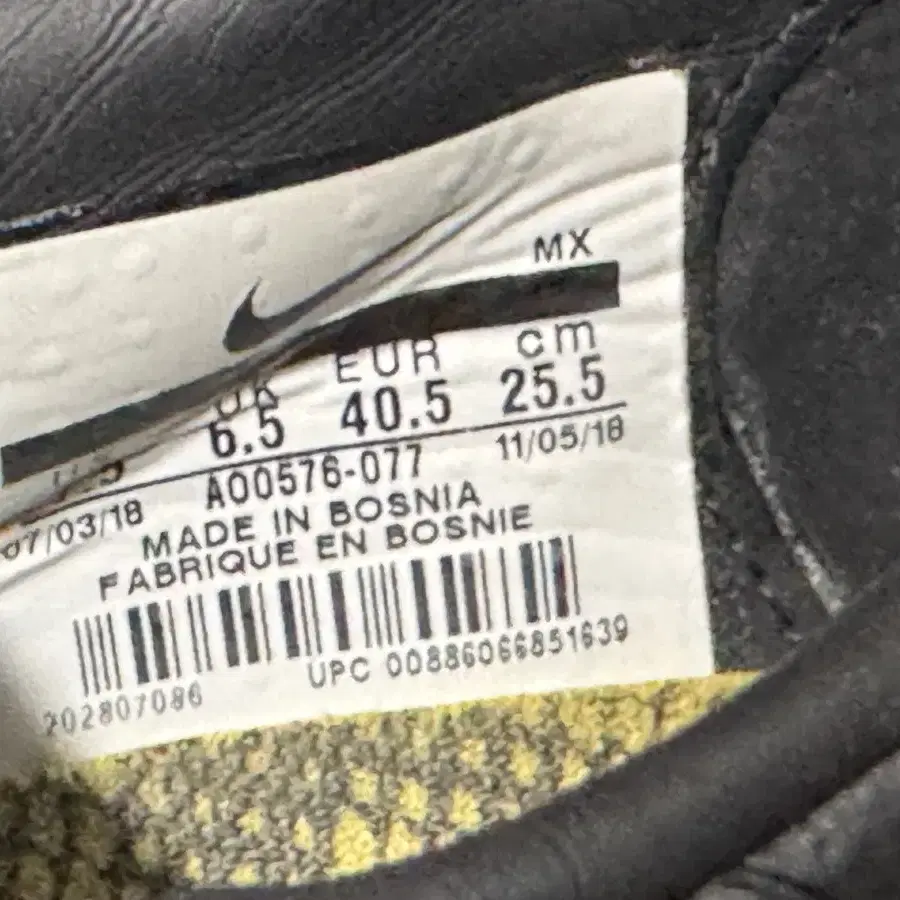 MX
UK EUR cm
6.5 40.5 25.5
07/03/18 A00576-077 11/05/18
MADE IN BOSNIA
FABRIQUE EN BOSNIE
202807086 UPC 00886066851639